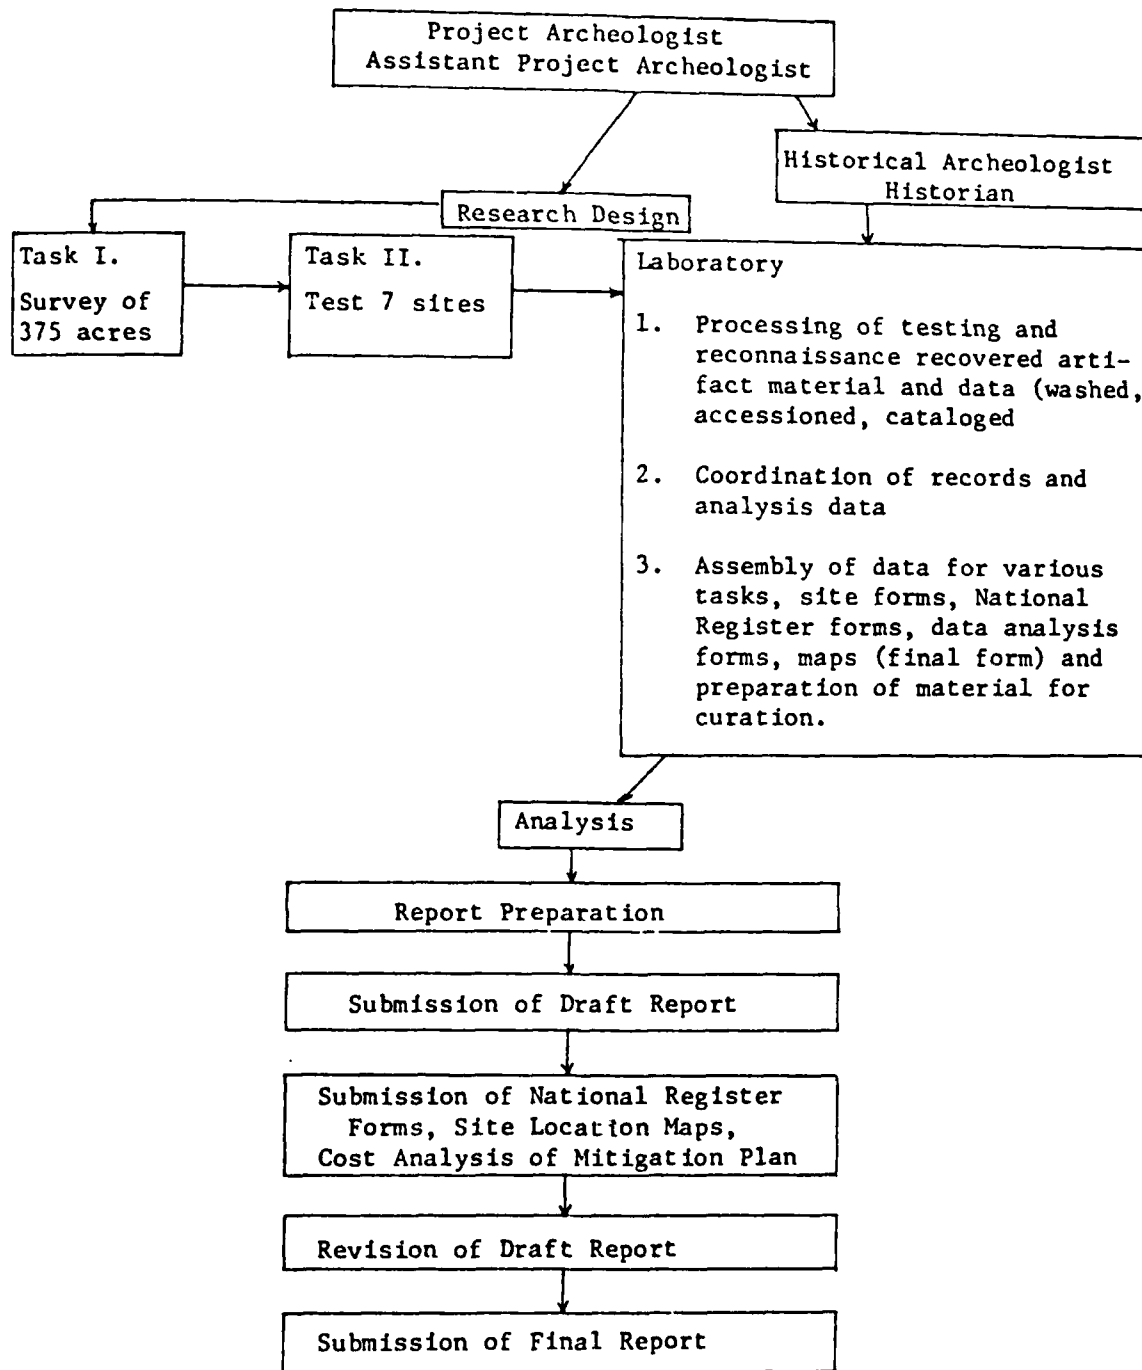 Project Archeologist
Assistant Project Archeologist
Historical Archeologist
Historian
Research Design
Task I.
Survey of
375 acres
Task II.
Test 7 sites
Laboratory
1. Processing of testing and
reconnaissance recovered arti-
fact material and data (washed,
accessioned, cataloged
2. Coordination of records and
analysis data
3. Assembly of data for various
tasks, site forms, National
Register forms, data analysis
forms, maps (final form) and
preparation of material for
curation.
Analysis
Report Preparation
Submission of Draft Report
Submission of National Register
Forms, Site Location Maps,
Cost Analysis of Mitigation Plan
Revision of Draft Report
Submission of Final Report